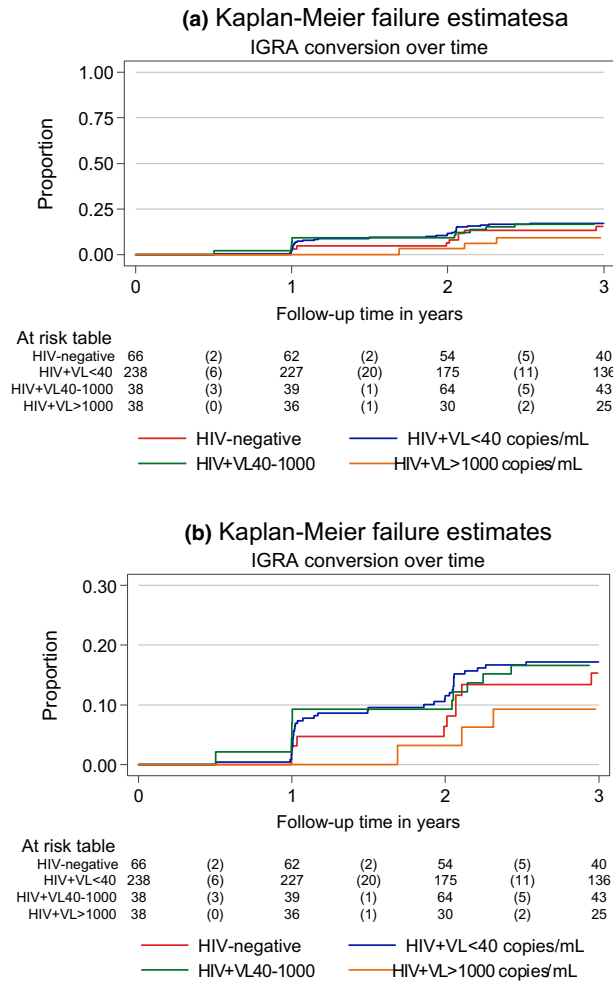 (a) Kaplan-Meier failure estimatesa
IGRA conversion over time
1.00
0.75
0.50
0.25
0.00
Proportion
0 1 2 3
Follow-up time in years
At risk table
HIV-negative 66 (2) 62 (2) 54 (5) 40
HIV+VL<40 238 (6) 227 (20) 175 (11) 136
HIV+VL40-1000 38 (3) 39 (1) 64 (5) 43
HIV+VL>1000 38 (0) 36 (1) 30 (2) 25
HIV-negative HIV+VL<40 copies/mL
HIV+VL40-1000 HIV+VL>1000 copies/mL
(b) Kaplan-Meier failure estimates
IGRA conversion over time
0.30
0.20
0.10
0.00
Proportion
0 1 2 3
Follow-up time in years
At risk table
HIV-negative 66 (2) 62 (2) 54 (5) 40
HIV+VL<40 238 (6) 227 (20) 175 (11) 136
HIV+VL40-1000 38 (3) 39 (1) 64 (5) 43
HIV+VL>1000 38 (0) 36 (1) 30 (2) 25
HIV-negative HIV+VL<40 copies/mL
HIV+VL40-1000 HIV+VL>1000 copies/mL